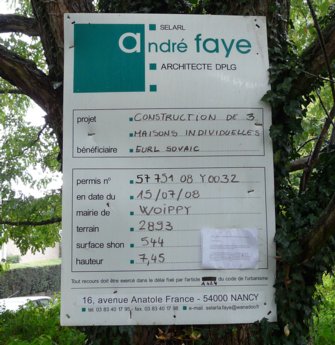 SELARL
andré faye
ARCHITECTE DPLG
projet CONSTRUCTION DE 3
MAISONS INDIVIDUELLES
bénéficiaire EURL SOVAIC
permis n° 57 751 08 Y0032
en date du 15/07/08
mairie de WOIPPY
terrain 2893
surface shon 544
hauteur 7,45
Tout recours doit être exercé dans le délai fixé par l'article du code de l'urbanisme
16, avenue Anatole France - 54000 NANCY
tél. 03 83 40 17 95 fax. 03 83 40 17 98 e-mail. selarla.faye@wanadoo.fr